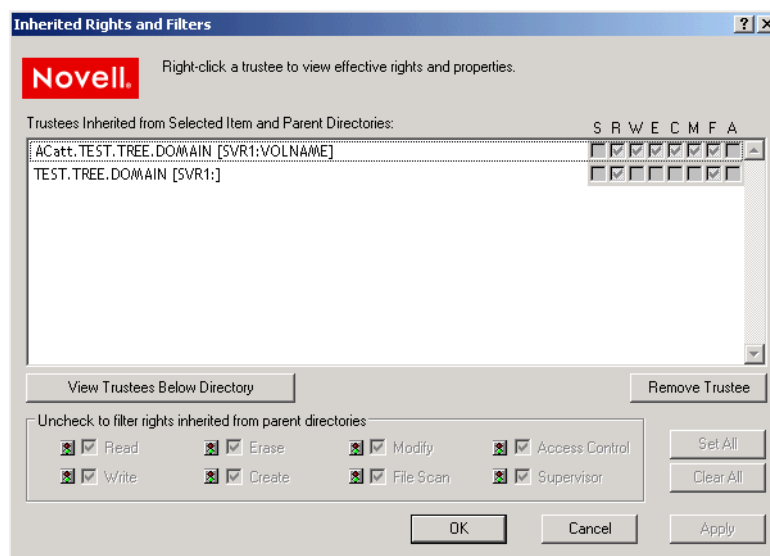 Inherited Rights and Filters
Novell.
Right-click a trustee to view effective rights and properties.
Trustees Inherited from Selected Item and Parent Directories:
S R W E C M F A
ACatt.TEST.TREE.DOMAIN [SVR1:VOLNAME]
TEST.TREE.DOMAIN [SVR1:]
View Trustees Below Directory
Remove Trustee
Uncheck to filter rights inherited from parent directories
Read Erase Modify Access Control
Set All
Write Create File Scan Supervisor
Clear All
OK Cancel Apply